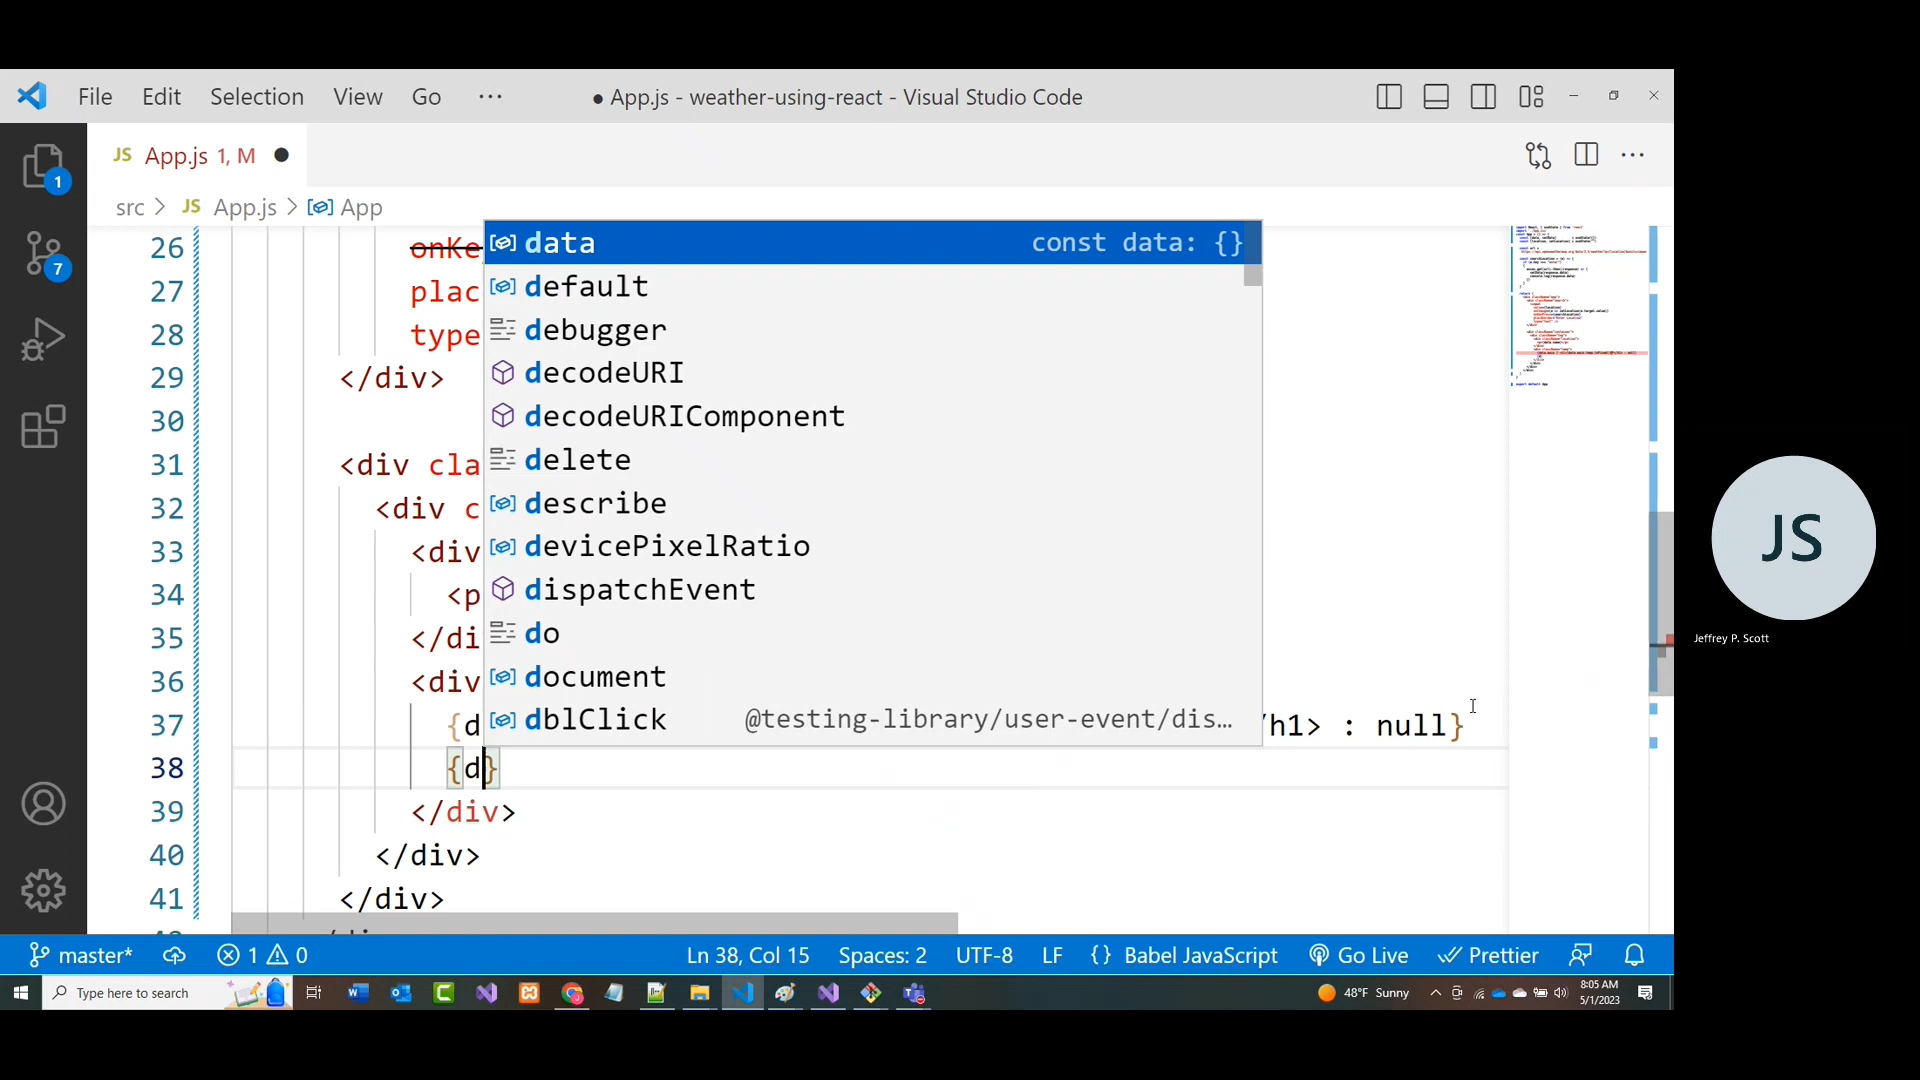 File Edit Selection View Go ··· ● App.js - weather-using-react - Visual Studio Code
JS App.js 1, M ●
src > JS App.js > App
26 onKe
27 plac
28 type
29 </div>
30
31 <div cla
32 <div c
33 <div
34 <p
35 </di
36 <div
37 {d /h1> : null}
38 {d}
39 </div>
40 </div>
41 </div>
data const data: {}
default
debugger
decodeURI
decodeURIComponent
delete
describe
devicePixelRatio
dispatchEvent
do
document
dblClick @testing-library/user-event/dis…
1
7
JS
Jeffrey P. Scott
master* 1 0 Ln 38, Col 15 Spaces: 2 UTF-8 LF {} Babel JavaScript Go Live Prettier
Type here to search 48°F Sunny 8:05 AM
5/1/2023